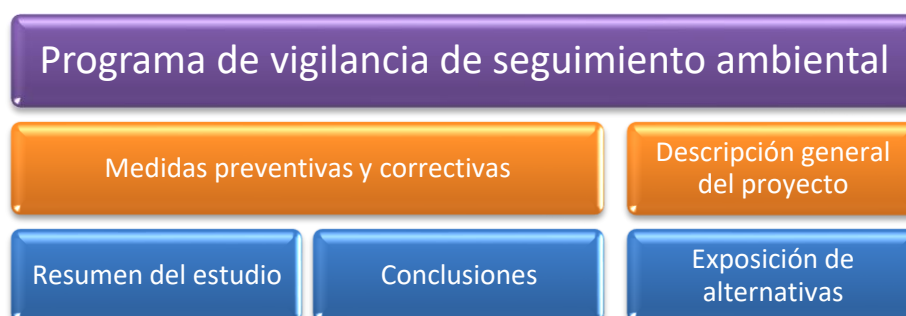 Programa de vigilancia de seguimiento ambiental
Medidas preventivas y correctivas
Descripción general
del proyecto
Resumen del estudio
Conclusiones
Exposición de
alternativas